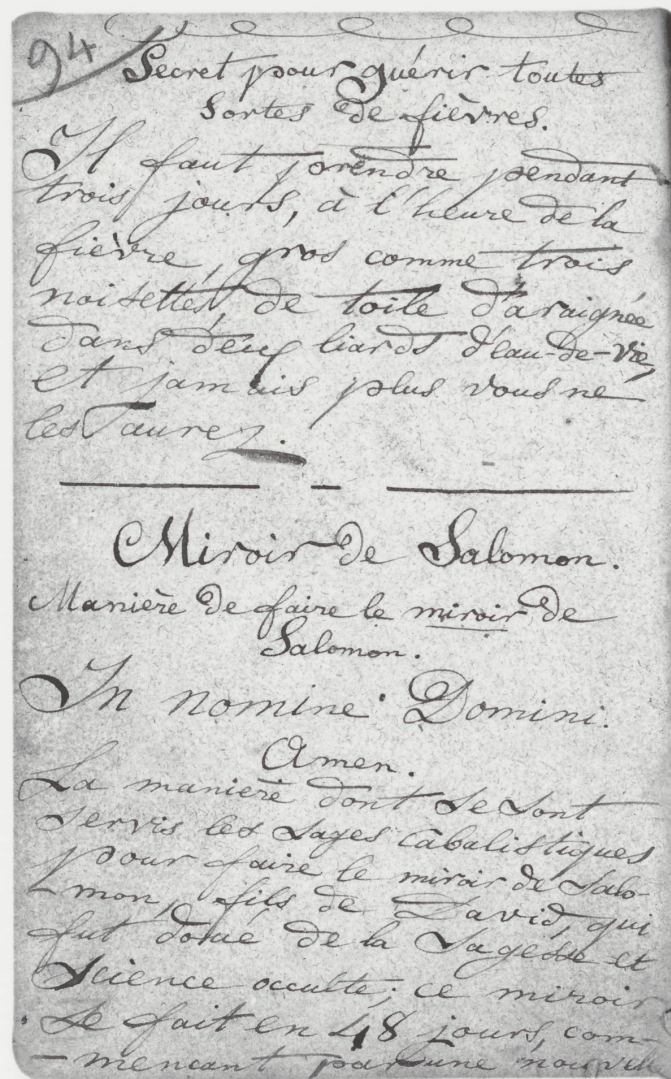 94
Secret pour guérir toutes
sortes de fièvres.
Il faut prendre pendant
trois jours, à l'heure de la
fièvre, gros comme trois
noisettes, de toile d'araignée
dans deux liards d'eau-de-vie,
et jamais plus vous ne
les aurez.
Miroir de Salomon.
Manière de faire le miroir de
Salomon.
In nomine Domini.
Amen.
La manière dont se sont
servis les sages cabalistiques
pour faire le miroir de Salo-
-mon, fils de David, qui
fut doué de la Sagesse et
Science occulte; ce miroir
se fait en 48 jours, com-
-mencant par une nouvelle